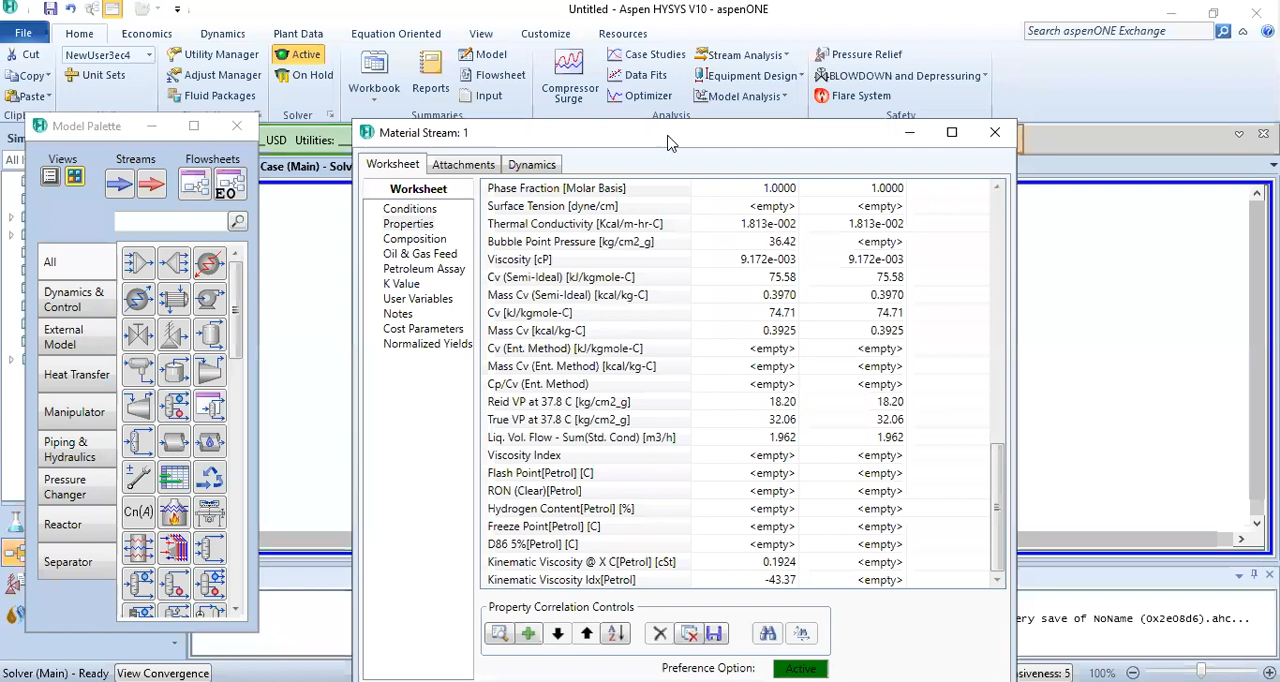 Untitled - Aspen HYSYS V10 - aspenONE
File Home Economics Dynamics Plant Data Equation Oriented View Customize Resources Search aspenONE Exchange
Cut NewUser3ec4 Utility Manager Active Model Case Studies Stream Analysis Pressure Relief
Copy Unit Sets Adjust Manager On Hold Workbook Reports Flowsheet Compressor Surge Data Fits Equipment Design BLOWDOWN and Depressuring
Paste Fluid Packages Input Optimizer Model Analysis Flare System
Clip Solver Summaries Analysis Safety
Model Palette
USD Utilities:
Case (Main) - Solv
Views Streams Flowsheets
EO
All
Dynamics & Control
External Model
Heat Transfer
Manipulator
Piping & Hydraulics
Pressure Changer
Reactor
Separator
Cn(A)
Material Stream: 1
Worksheet Attachments Dynamics
Worksheet
Conditions
Properties
Composition
Oil & Gas Feed
Petroleum Assay
K Value
User Variables
Notes
Cost Parameters
Normalized Yields
Phase Fraction [Molar Basis] 1.0000 1.0000
Surface Tension [dyne/cm] <empty> <empty>
Thermal Conductivity [Kcal/m-hr-C] 1.813e-002 1.813e-002
Bubble Point Pressure [kg/cm2_g] 36.42 <empty>
Viscosity [cP] 9.172e-003 9.172e-003
Cv (Semi-Ideal) [kJ/kgmole-C] 75.58 75.58
Mass Cv (Semi-Ideal) [kcal/kg-C] 0.3970 0.3970
Cv [kJ/kgmole-C] 74.71 74.71
Mass Cv [kcal/kg-C] 0.3925 0.3925
Cv (Ent. Method) [kJ/kgmole-C] <empty> <empty>
Mass Cv (Ent. Method) [kcal/kg-C] <empty> <empty>
Cp/Cv (Ent. Method) <empty> <empty>
Reid VP at 37.8 C [kg/cm2_g] 18.20 18.20
True VP at 37.8 C [kg/cm2_g] 32.06 32.06
Liq. Vol. Flow - Sum(Std. Cond) [m3/h] 1.962 1.962
Viscosity Index <empty> <empty>
Flash Point[Petrol] [C] <empty> <empty>
RON (Clear)[Petrol] <empty> <empty>
Hydrogen Content[Petrol] [%] <empty> <empty>
Freeze Point[Petrol] [C] <empty> <empty>
D86 5%[Petrol] [C] <empty> <empty>
Kinematic Viscosity @ X C[Petrol] [cSt] 0.1924 <empty>
Kinematic Viscosity Idx[Petrol] -43.37 <empty>
Property Correlation Controls
Preference Option: Active
ery save of NoName (0x2e08d6).ahc...
Solver (Main) - Ready View Convergence siveness: 5 100%